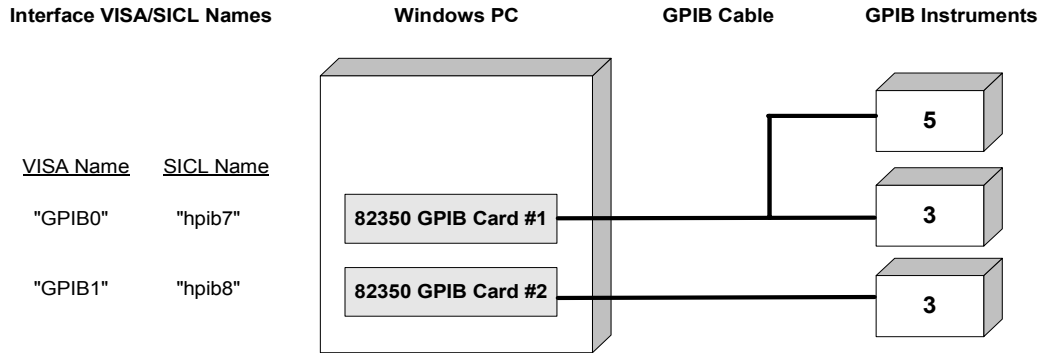 Interface VISA/SICL Names Windows PC GPIB Cable GPIB Instruments
5
VISA Name SICL Name
"GPIB0" "hpib7" 82350 GPIB Card #1 3
"GPIB1" "hpib8" 82350 GPIB Card #2 3